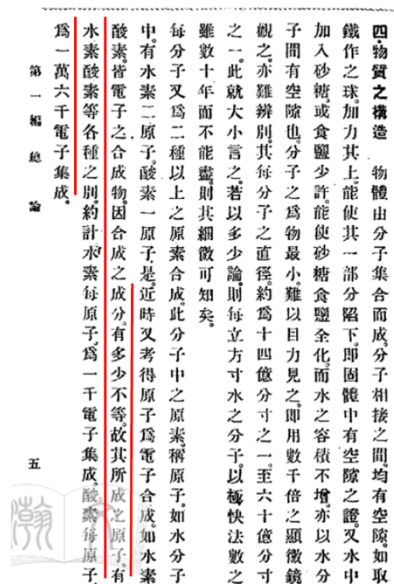 四.物質之構造　物體由分子集合而成。分子相接之間。均有空隙。如取
鐵作之球。加力其上。能使其一部分陷下。即固體中有空隙之證。又水中
加入砂糖。或食鹽少許。能使砂糖食鹽全化。而水之容積不增。亦以水分
子間有空隙也。分子之爲物最小。難以目力見之。即用數千倍之顯微鏡
觀之。亦難辨別。其每分子之直徑。約爲十四億分寸之一。至六十億分寸
之一。此就大小言之。若以多少論。則每立方寸水之分子。以極快法數之
雖數十年而不能盡。則其細微可知矣。
每分子又爲二種以上之原素合成。此分子中之原素。稱原子。如水分子
中。有水素二原子。酸素一原子是。近時又考得原子爲電子合成。如水素
酸素。皆電子之合成物。因合成之成分。有多少不等。故其所成之原子。有
水素酸素等各種之別。約計水素每原子。爲一千電子集成。酸素每原子
爲一萬六千電子集成。
第一編　總論　五
瀚